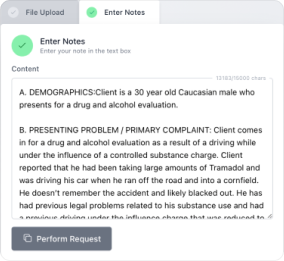 File Upload
Enter Notes
Enter Notes
Enter your note in the text box
Content
13183/15000 chars
A. DEMOGRAPHICS:Client is a 30 year old Caucasian male who
presents for a drug and alcohol evaluation.
B. PRESENTING PROBLEM / PRIMARY COMPLAINT: Client comes
in for a drug and alcohol evaluation as a result of a driving while
under the influence of a controlled substance charge. Client
reported that he had been taking large amounts of Tramadol and
was driving his car when he ran off the road and into a cornfield.
He doesn't remember the accident and likely blacked out. He has
had previous legal problems related to his substance use and had
a previous driving under the influence charge that was reduced to
Perform Request